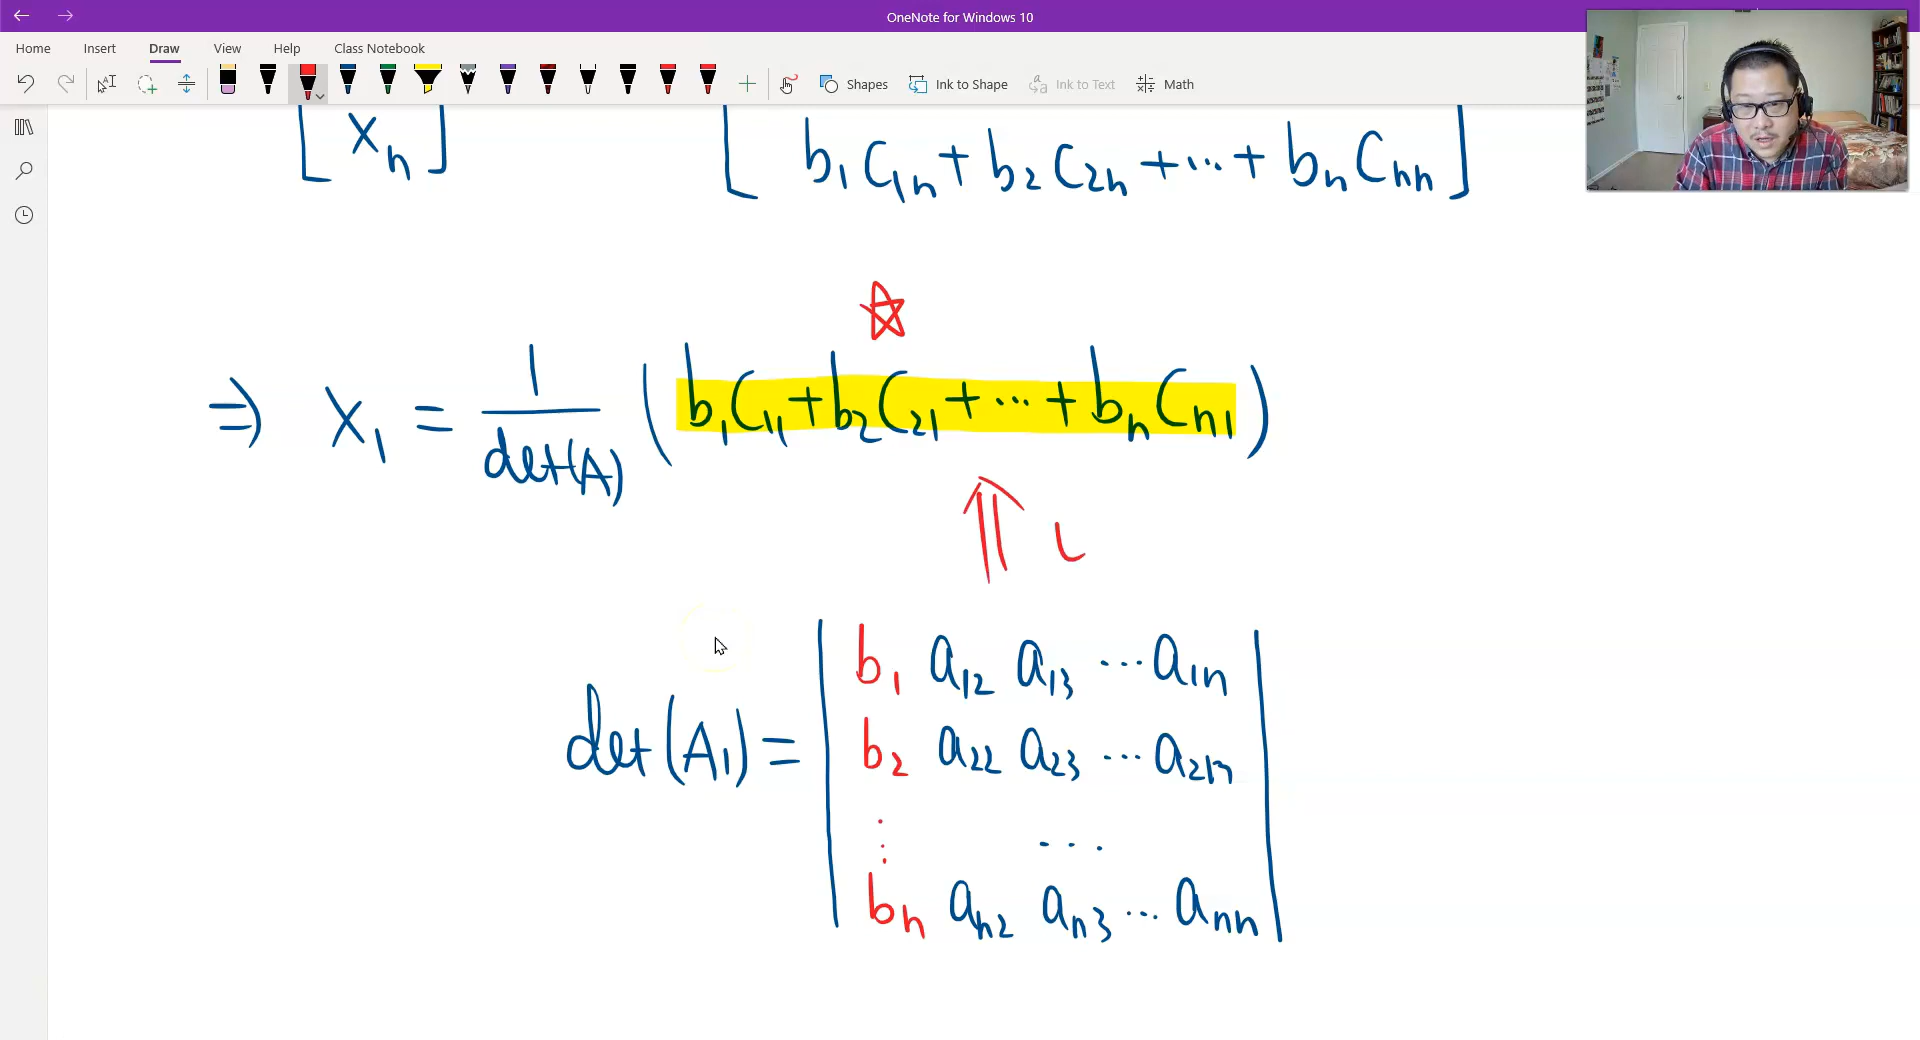 OneNote for Windows 10
Home Insert Draw View Help Class Notebook
Shapes Ink to Shape Ink to Text Math
xₙ
b₁C₁ₙ + b₂C₂ₙ + ⋯ + bₙCₙₙ
⇒ x₁ = 1/det(A) (b₁C₁₁ + b₂C₂₁ + ⋯ + bₙCₙ₁)
b₁ a₁₂ a₁₃ ⋯ a₁ₙ
det(A₁) = b₂ a₂₂ a₂₃ ⋯ a₂ₙ
⋮ ⋯
bₙ aₙ₂ aₙ₃ ⋯ aₙₙ